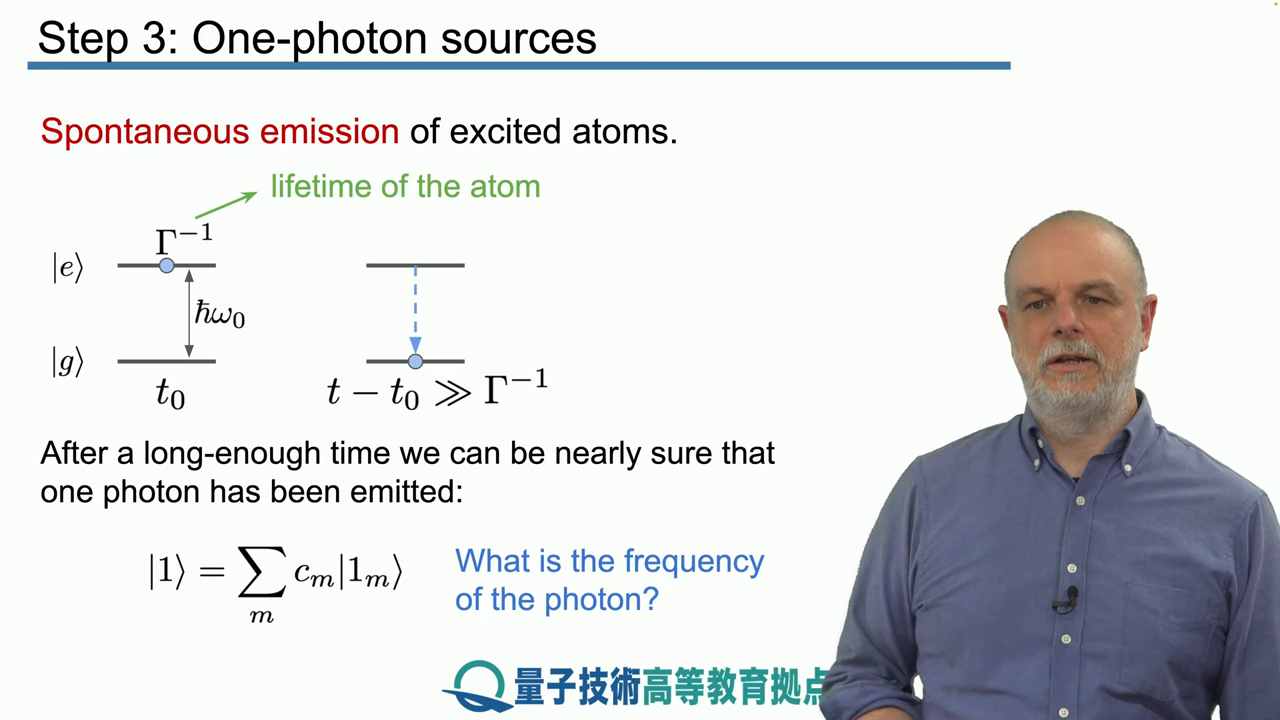 Step 3: One-photon sources
Spontaneous emission of excited atoms.
lifetime of the atom
Γ⁻¹
|e⟩
ħω₀
|g⟩
t₀
t − t₀ ≫ Γ⁻¹
After a long-enough time we can be nearly sure that
one photon has been emitted:
|1⟩ = ∑ₘ cₘ|1ₘ⟩
What is the frequency
of the photon?
量子技術高等教育拠点